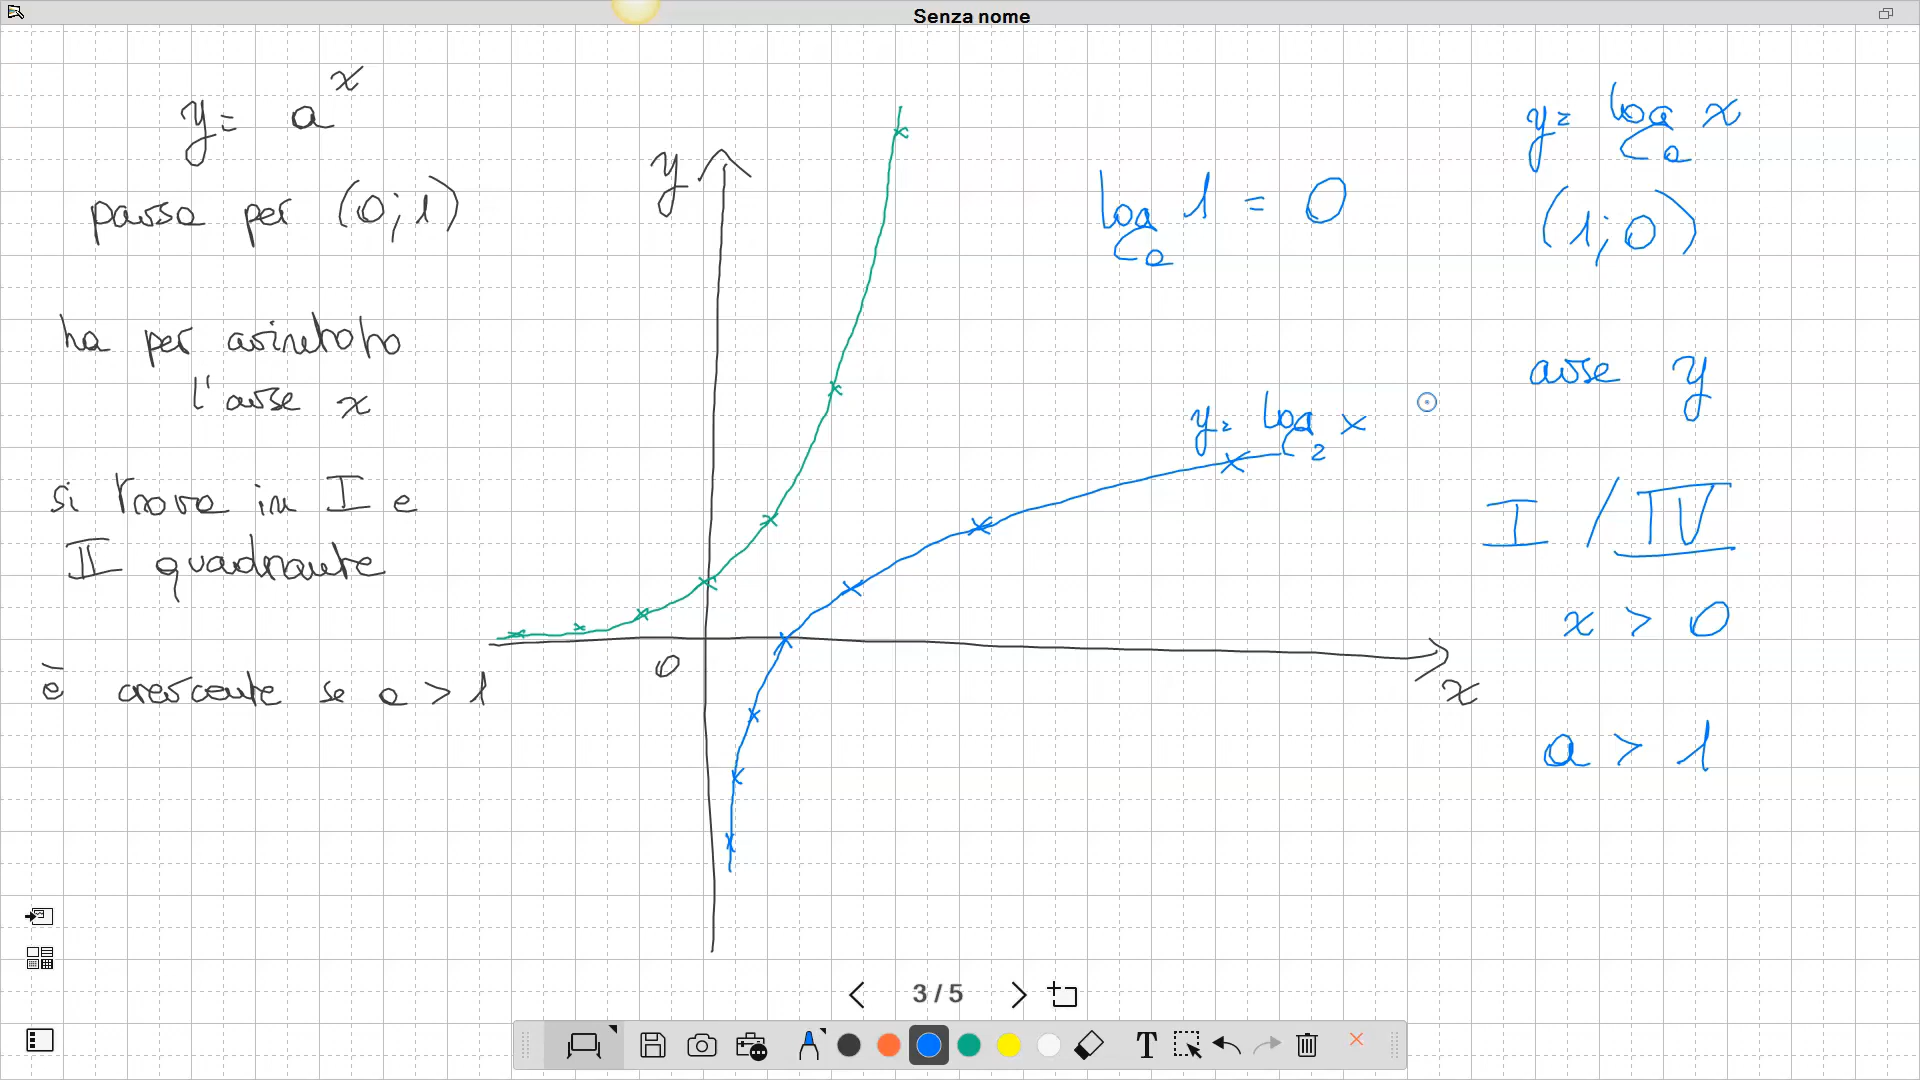 Senza nome
y = a^x
passa per (0;1)
ha per asintoto
l'asse x
si trova in I e
II quadrante
è crescente se a > 1
y
0
x
log_a 1 = 0
y = log_2 x
y = log_a x
(1;0)
asse y
I / IV
x > 0
a > 1
3 / 5
T